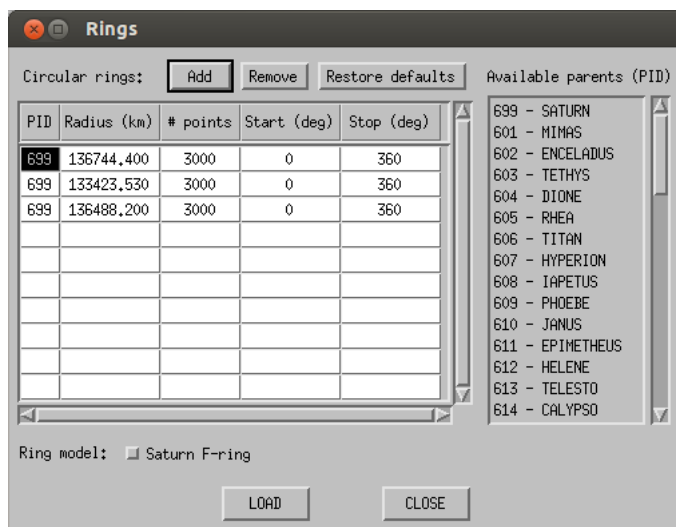 Rings
Circular rings: Add Remove Restore defaults Available parents (PID)
PID Radius (km) # points Start (deg) Stop (deg)
699 136744.400 3000 0 360
699 133423.530 3000 0 360
699 136488.200 3000 0 360
699 - SATURN
601 - MIMAS
602 - ENCELADUS
603 - TETHYS
604 - DIONE
605 - RHEA
606 - TITAN
607 - HYPERION
608 - IAPETUS
609 - PHOEBE
610 - JANUS
611 - EPIMETHEUS
612 - HELENE
613 - TELESTO
614 - CALYPSO
Ring model: Saturn F-ring
LOAD CLOSE